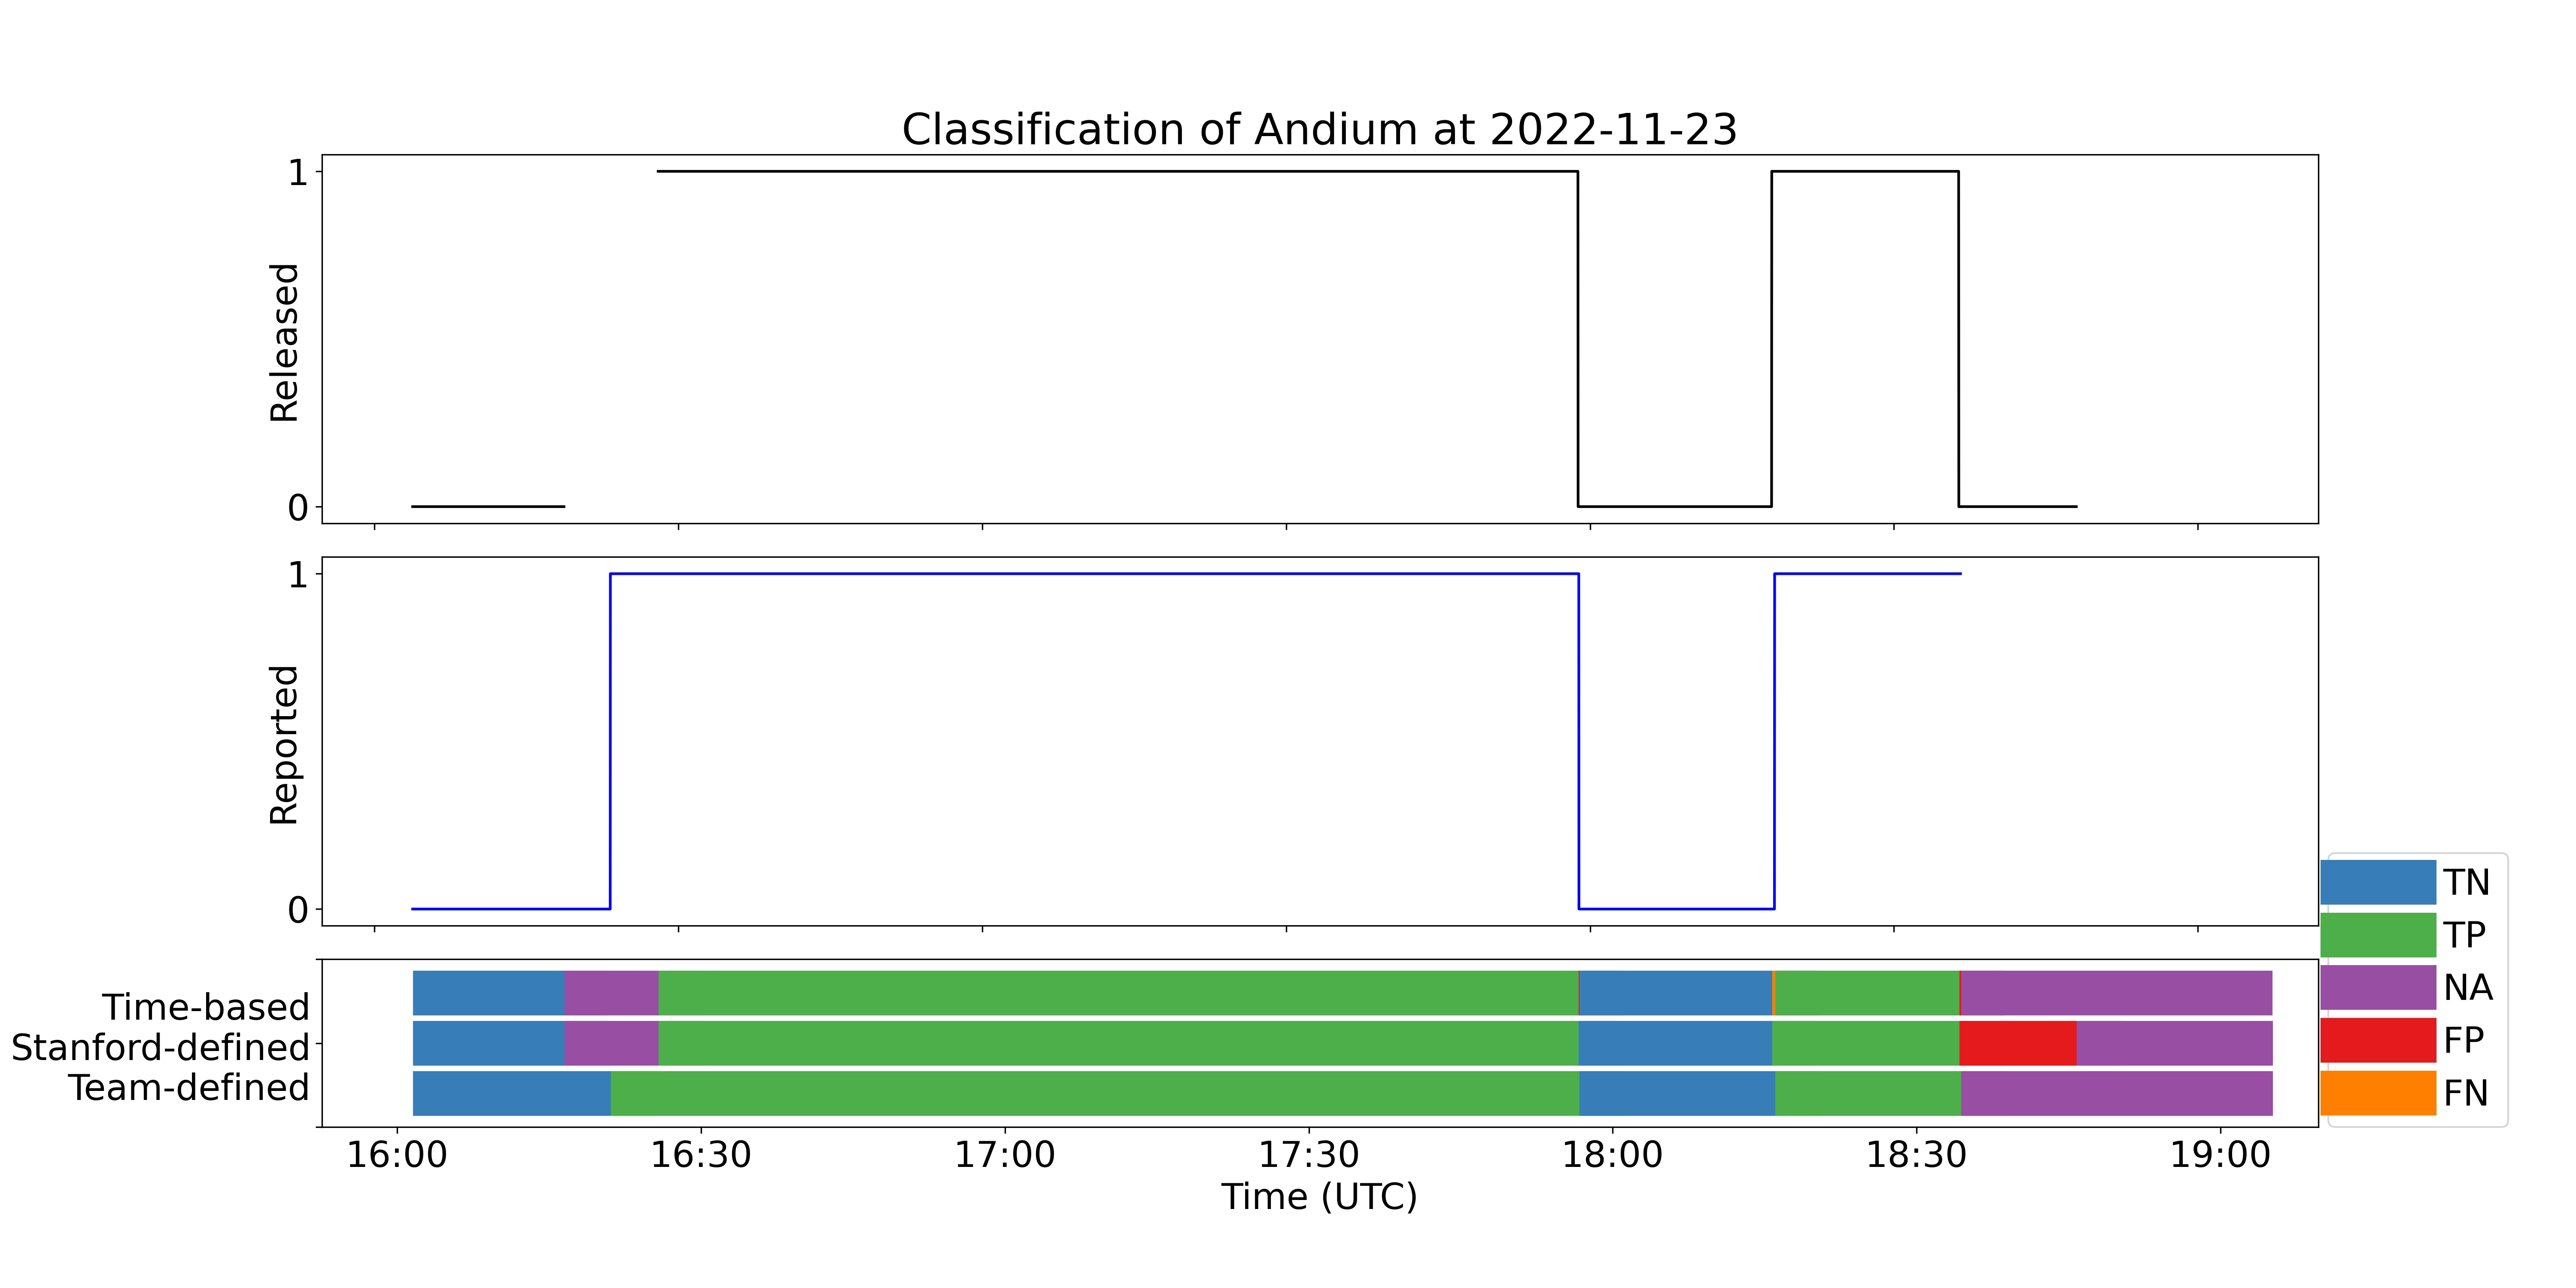 Classification of Andium at 2022-11-23
1
Released
0
1
Reported
0
TN
TP
NA
FP
FN
Time-based
Stanford-defined
Team-defined
16:00 16:30 17:00 17:30 18:00 18:30 19:00
Time (UTC)